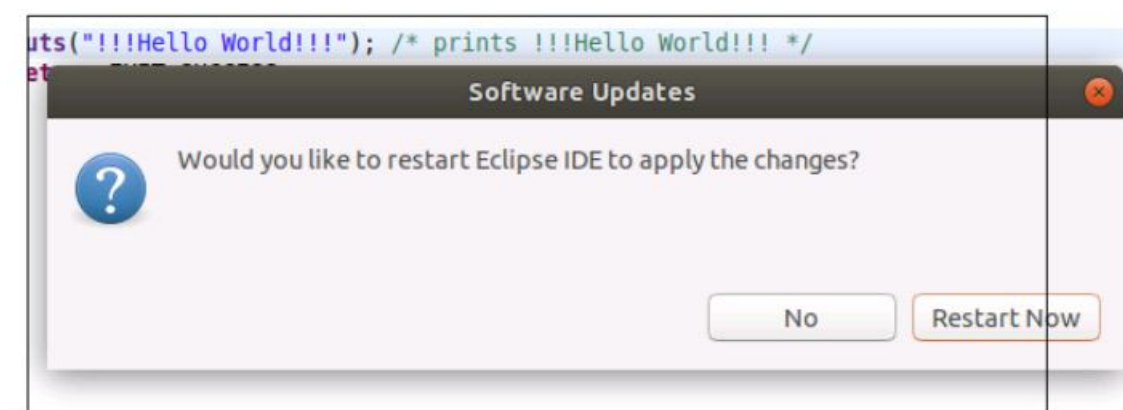 uts("!!!Hello World!!!"); /* prints !!!Hello World!!! */
et
Software Updates
Would you like to restart Eclipse IDE to apply the changes?
No
Restart Now